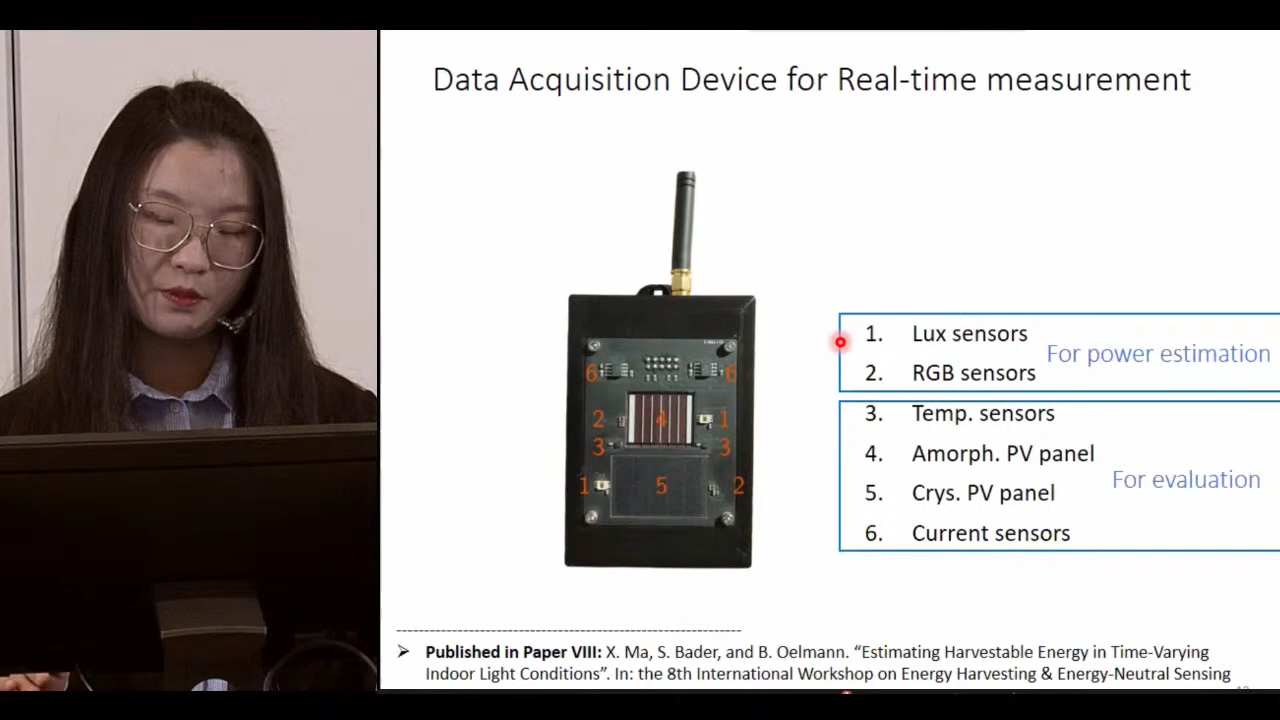 Data Acquisition Device for Real-time measurement
6 6
2 4 1
3 3
1 5 2
1. Lux sensors
For power estimation
2. RGB sensors
3. Temp. sensors
4. Amorph. PV panel
For evaluation
5. Crys. PV panel
6. Current sensors
---------------------------------------------------------------
➢ Published in Paper VIII: X. Ma, S. Bader, and B. Oelmann. “Estimating Harvestable Energy in Time-Varying
Indoor Light Conditions”. In: the 8th International Workshop on Energy Harvesting & Energy-Neutral Sensing